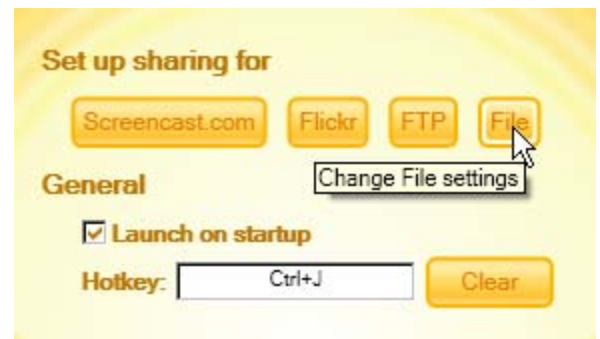 Set up sharing for
Screencast.com Flickr FTP File
Change File settings
General
Launch on startup
Hotkey: Ctrl+J Clear